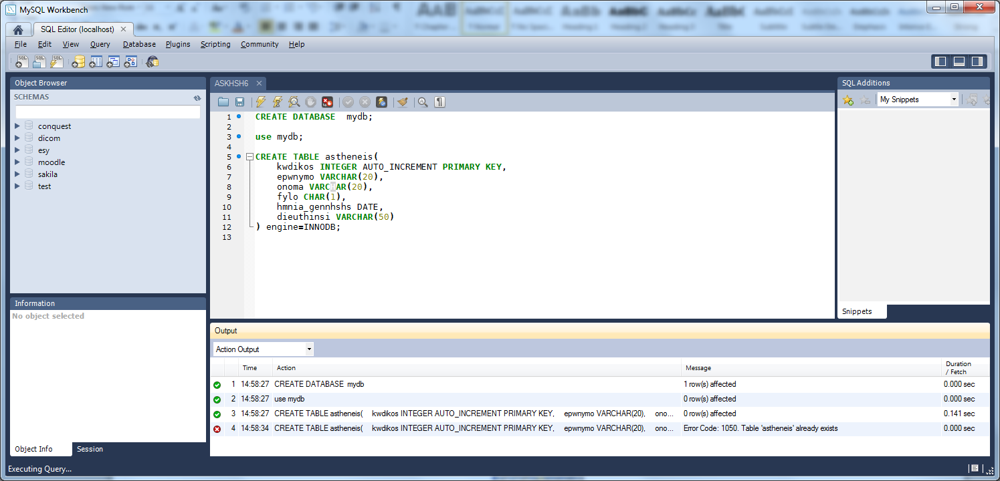 MySQL Workbench
SQL Editor (localhost)
File Edit View Query Database Plugins Scripting Community Help
Object Browser
SCHEMAS
conquest
dicom
esy
moodle
sakila
test
Information
No object selected
Object Info Session
ASKHSH6
1 CREATE DATABASE  mydb;
2
3 use mydb;
4
5 CREATE TABLE astheneis(
6 kwdikos INTEGER AUTO_INCREMENT PRIMARY KEY,
7 epwnymo VARCHAR(20),
8 onoma VARCHAR(20),
9 fylo CHAR(1),
10 hmnia_gennhshs DATE,
11 dieuthinsi VARCHAR(50)
12 ) engine=INNODB;
13
SQL Additions
My Snippets
Snippets
Output
Action Output
Time Action Message Duration / Fetch
1 14:58:27 CREATE DATABASE  mydb 1 row(s) affected 0.000 sec
2 14:58:27 use mydb 0 row(s) affected 0.000 sec
3 14:58:27 CREATE TABLE astheneis( kwdikos INTEGER AUTO_INCREMENT PRIMARY KEY, epwnymo VARCHAR(20), ono... 0 row(s) affected 0.141 sec
4 14:58:34 CREATE TABLE astheneis( kwdikos INTEGER AUTO_INCREMENT PRIMARY KEY, epwnymo VARCHAR(20), ono... Error Code: 1050. Table 'astheneis' already exists 0.000 sec
Executing Query...